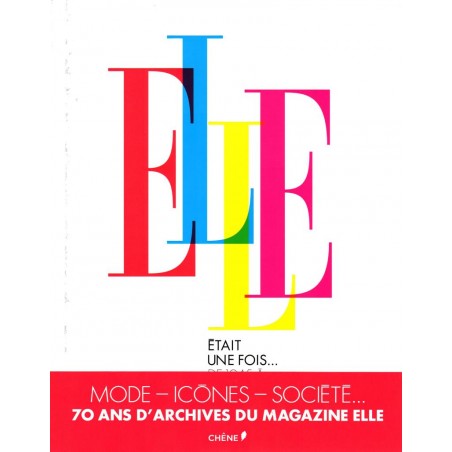 ELLE
ÉTAIT
UNE FOIS...
MODE – ICÔNES – SOCIÉTÉ...
70 ANS D'ARCHIVES DU MAGAZINE ELLE
CHÊNE